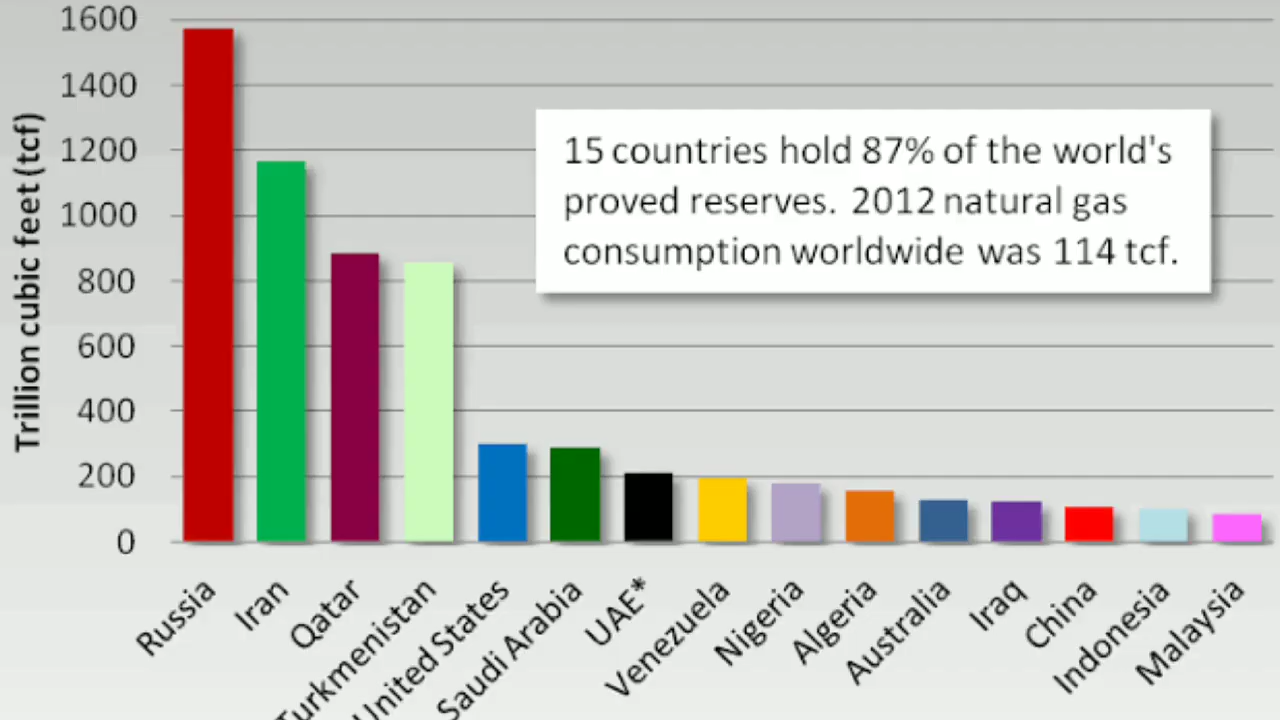 1600
1400
1200
1000
800
600
400
200
0
Trillion cubic feet (tcf)
15 countries hold 87% of the world's
proved reserves. 2012 natural gas
consumption worldwide was 114 tcf.
Russia
Iran
Qatar
Turkmenistan
United States
Saudi Arabia
UAE*
Venezuela
Nigeria
Algeria
Australia
Iraq
China
Indonesia
Malaysia